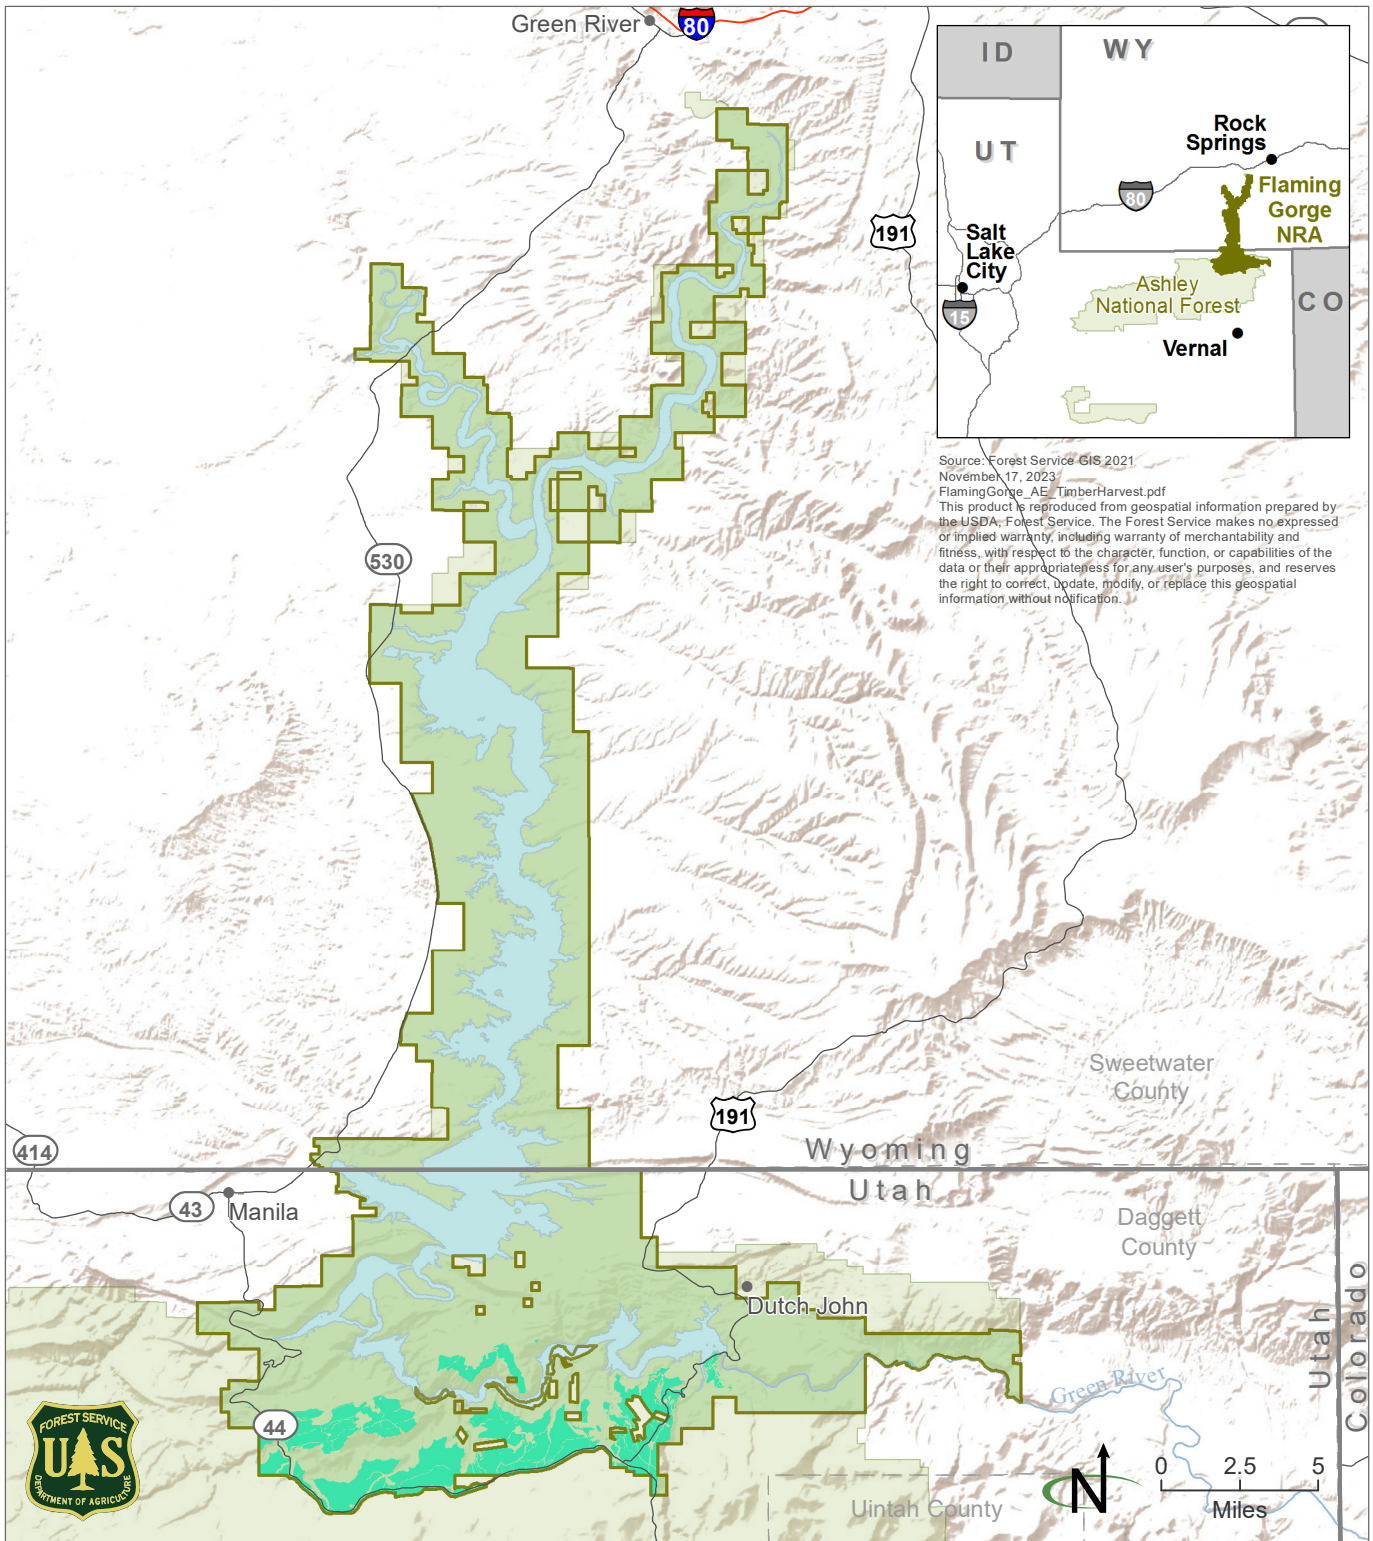 Green River
80
ID
WY
UT
Rock
Springs
80
Flaming
Gorge
NRA
Salt
Lake
City
15
Ashley
National Forest
CO
Vernal
191
Source: Forest Service GIS 2021
November 17, 2023
FlamingGorge_AE_TimberHarvest.pdf
This product is reproduced from geospatial information prepared by
the USDA, Forest Service. The Forest Service makes no expressed
or implied warranty, including warranty of merchantability and
fitness, with respect to the character, function, or capabilities of the
data or their appropriateness for any user's purposes, and reserves
the right to correct, update, modify, or replace this geospatial
information without notification.
530
Sweetwater
County
191
414
Wyoming
Utah
43
Manila
Daggett
County
Dutch John
Utah
Colorado
Green River
44
FOREST SERVICE
UAS
DEPARTMENT OF AGRICULTURE
Uintah County
N
0 2.5 5
Miles